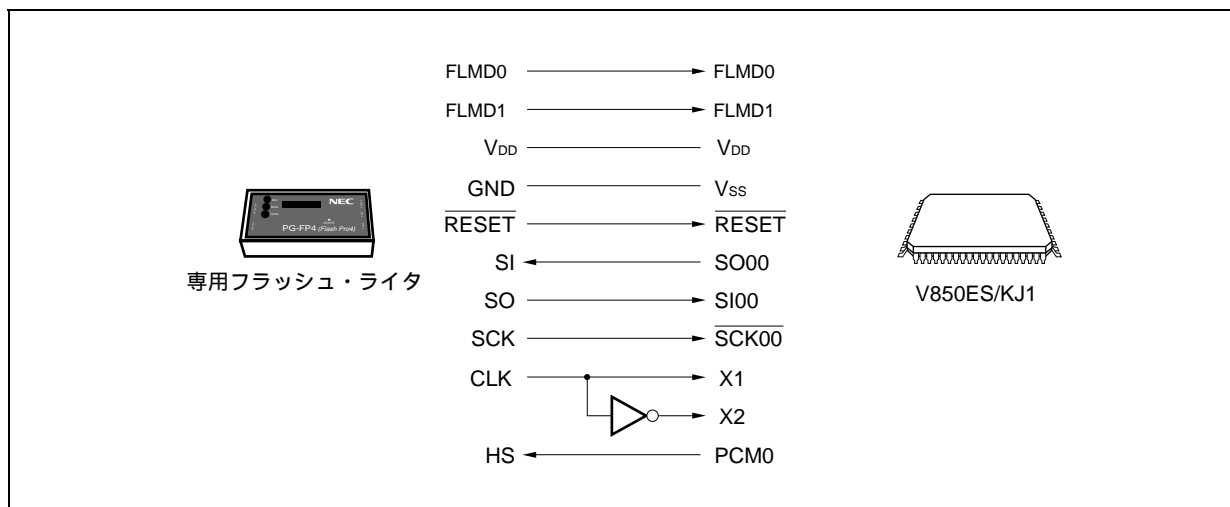 FLMD0 FLMD0
FLMD1 FLMD1
VDD VDD
GND VSS
RESET RESET
SI SO00
SO SI00
SCK SCK00
CLK X1
X2
HS PCM0
NEC
PG-FP4 (Flash Pro4)
専用フラッシュ・ライタ
V850ES/KJ1